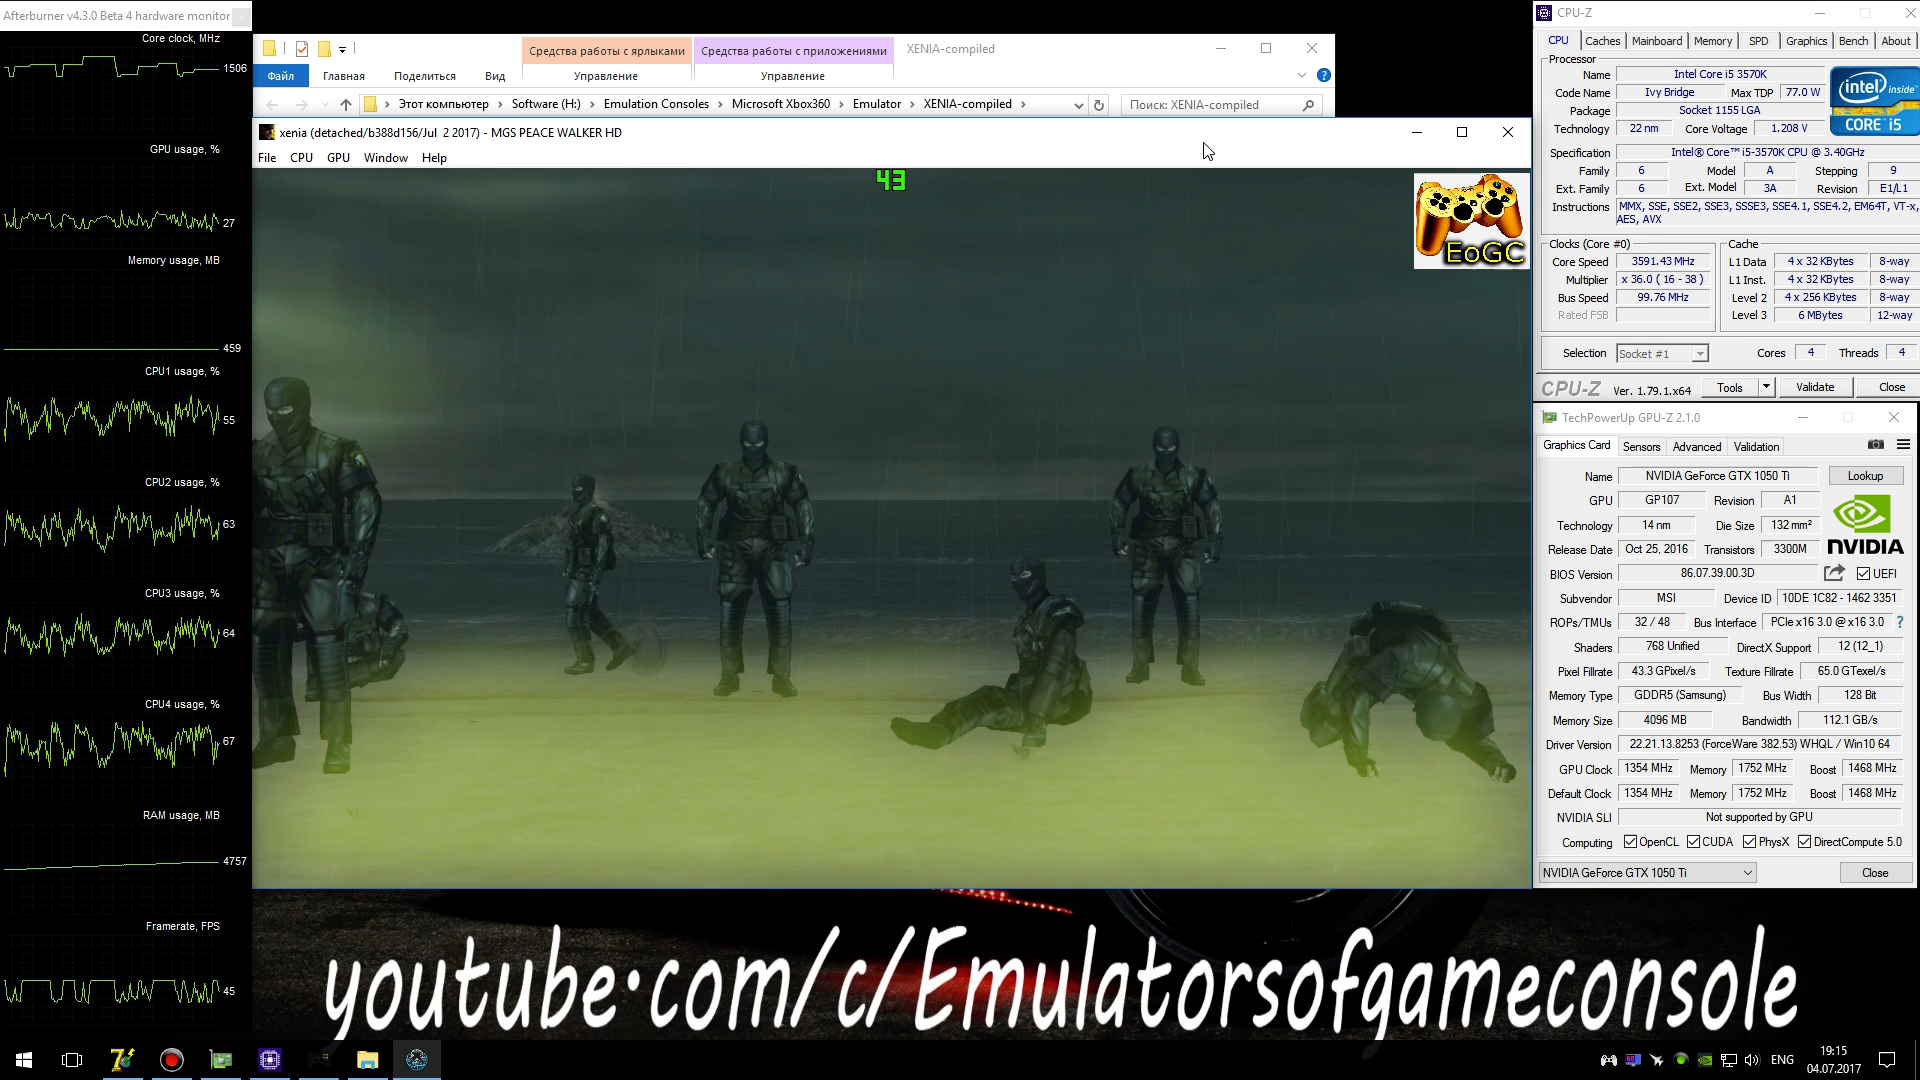 Afterburner v4.3.0 Beta 4 hardware monitor
Core clock, MHz
1506
GPU usage, %
27
Memory usage, MB
459
CPU1 usage, %
55
CPU2 usage, %
63
CPU3 usage, %
64
CPU4 usage, %
67
RAM usage, MB
4757
Framerate, FPS
45
Средства работы с ярлыками
Средства работы с приложениями
XENIA-compiled
Файл Главная Поделиться Вид Управление Управление
Этот компьютер Software (H:) Emulation Consoles Microsoft Xbox360 Emulator XENIA-compiled
Поиск: XENIA-compiled
xenia (detached/b388d156/Jul 2 2017) - MGS PEACE WALKER HD
File CPU GPU Window Help
43
EoGC
youtube.com/c/Emulatorsofgameconsole
CPU-Z
CPU Caches Mainboard Memory SPD Graphics Bench About
Processor
Name Intel Core i5 3570K
Code Name Ivy Bridge Max TDP 77.0 W
Package Socket 1155 LGA
Technology 22 nm Core Voltage 1.208 V
intel inside™
CORE i5
Specification Intel® Core™ i5-3570K CPU @ 3.40GHz
Family 6 Model A Stepping 9
Ext. Family 6 Ext. Model 3A Revision E1/L1
Instructions MMX, SSE, SSE2, SSE3, SSSE3, SSE4.1, SSE4.2, EM64T, VT-x,
AES, AVX
Clocks (Core #0) Cache
Core Speed 3591.43 MHz L1 Data 4 x 32 KBytes 8-way
Multiplier x 36.0 ( 16 - 38 ) L1 Inst. 4 x 32 KBytes 8-way
Bus Speed 99.76 MHz Level 2 4 x 256 KBytes 8-way
Rated FSB Level 3 6 MBytes 12-way
Selection Socket #1 Cores 4 Threads 4
CPU-Z Ver. 1.79.1.x64 Tools Validate Close
TechPowerUp GPU-Z 2.1.0
Graphics Card Sensors Advanced Validation
Name NVIDIA GeForce GTX 1050 Ti Lookup
GPU GP107 Revision A1
Technology 14 nm Die Size 132 mm²
Release Date Oct 25, 2016 Transistors 3300M
NVIDIA
BIOS Version 86.07.39.00.3D UEFI
Subvendor MSI Device ID 10DE 1C82 - 1462 3351
ROPs/TMUs 32 / 48 Bus Interface PCIe x16 3.0 @ x16 3.0 ?
Shaders 768 Unified DirectX Support 12 (12_1)
Pixel Fillrate 43.3 GPixel/s Texture Fillrate 65.0 GTexel/s
Memory Type GDDR5 (Samsung) Bus Width 128 Bit
Memory Size 4096 MB Bandwidth 112.1 GB/s
Driver Version 22.21.13.8253 (ForceWare 382.53) WHQL / Win10 64
GPU Clock 1354 MHz Memory 1752 MHz Boost 1468 MHz
Default Clock 1354 MHz Memory 1752 MHz Boost 1468 MHz
NVIDIA SLI Not supported by GPU
Computing OpenCL CUDA PhysX DirectCompute 5.0
NVIDIA GeForce GTX 1050 Ti Close
ENG
19:15
04.07.2017